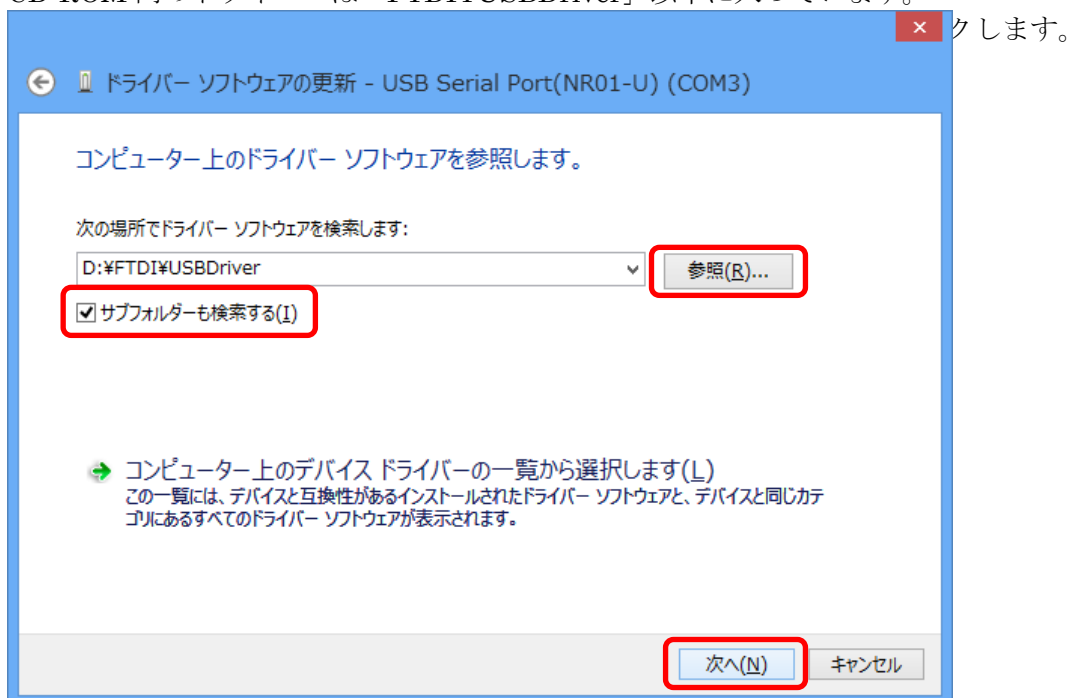 クします。
ドライバー ソフトウェアの更新 - USB Serial Port(NR01-U) (COM3)
コンピューター上のドライバー ソフトウェアを参照します。
次の場所でドライバー ソフトウェアを検索します:
D:¥FTDI¥USBDriver
参照(R)...
サブフォルダーも検索する(I)
コンピューター上のデバイス ドライバーの一覧から選択します(L)
この一覧には、デバイスと互換性があるインストールされたドライバー ソフトウェアと、デバイスと同じカテ
ゴリにあるすべてのドライバー ソフトウェアが表示されます。
次へ(N)
キャンセル